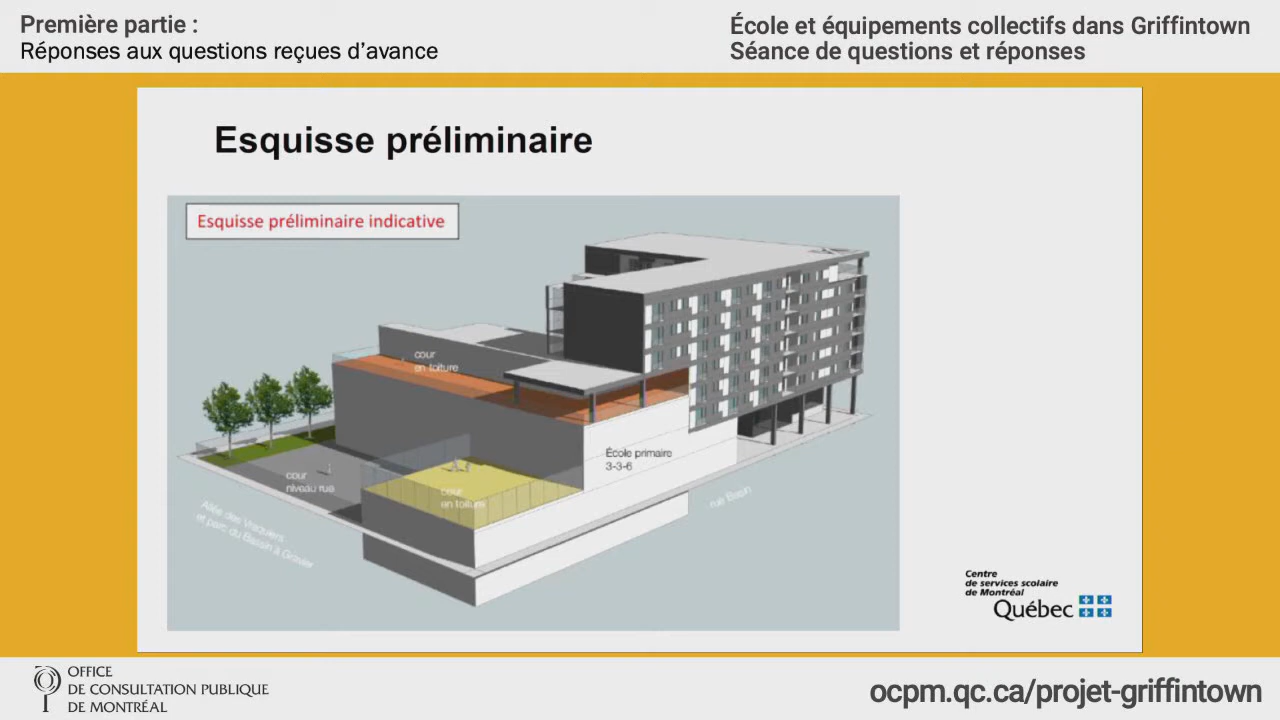 Première partie :
Réponses aux questions reçues d’avance
École et équipements collectifs dans Griffintown
Séance de questions et réponses
Esquisse préliminaire
Esquisse préliminaire indicative
cour
en toiture
École primaire
3-3-6
cour
niveau rue
cour
en toiture
rue Basin
Allée des Vraquiers
et parc du Bassin à Gravier
Centre
de services scolaire
de Montréal
Québec
OFFICE
DE CONSULTATION PUBLIQUE
DE MONTRÉAL
ocpm.qc.ca/projet-griffintown